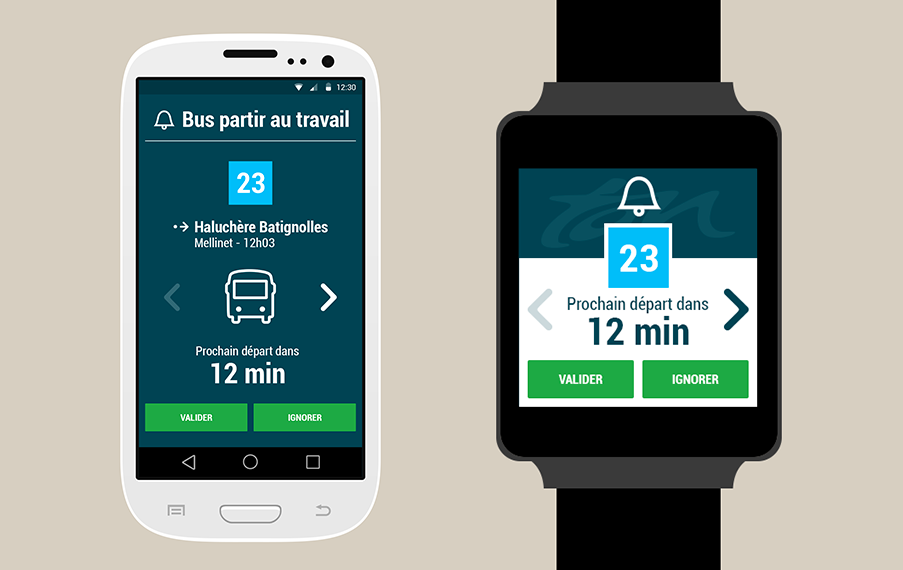 12:30
Bus partir au travail
23
Haluchère Batignolles
Mellinet - 12h03
Prochain départ dans
12 min
VALIDER
IGNORER
tan
23
Prochain départ dans
12 min
VALIDER
IGNORER